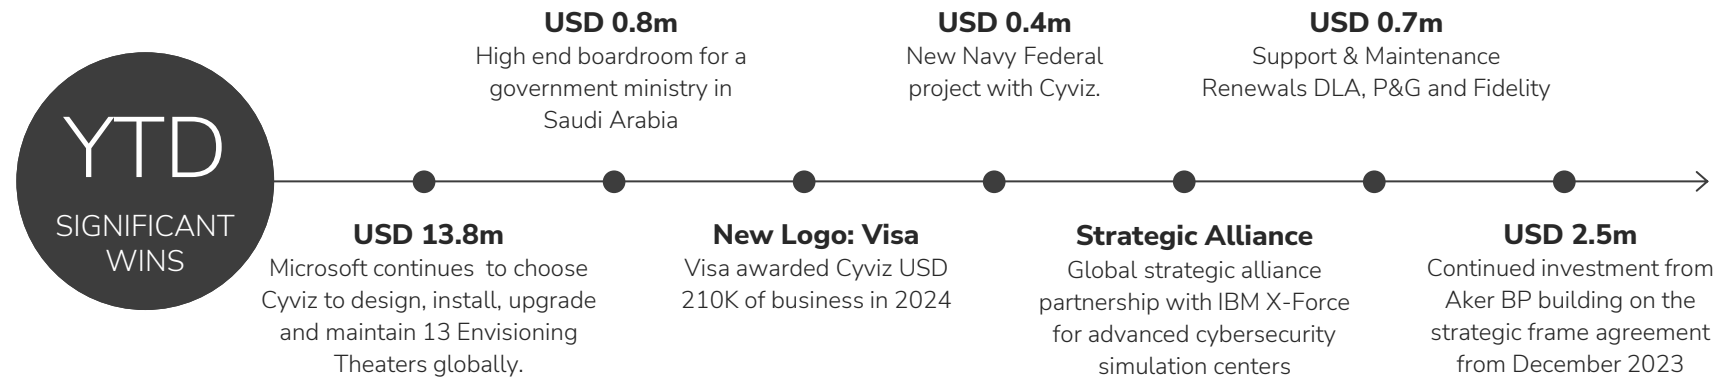 YTD
SIGNIFICANT
WINS
USD 13.8m
Microsoft continues  to choose
Cyviz to design, install, upgrade
and maintain 13 Envisioning
Theaters globally.
USD 0.8m
High end boardroom for a
government ministry in
Saudi Arabia
New Logo: Visa
Visa awarded Cyviz USD
210K of business in 2024
USD 0.4m
New Navy Federal
project with Cyviz.
Strategic Alliance
Global strategic alliance
partnership with IBM X-Force
for advanced cybersecurity
simulation centers
USD 0.7m
Support & Maintenance
Renewals DLA, P&G and Fidelity
USD 2.5m
Continued investment from
Aker BP building on the
strategic frame agreement
from December 2023